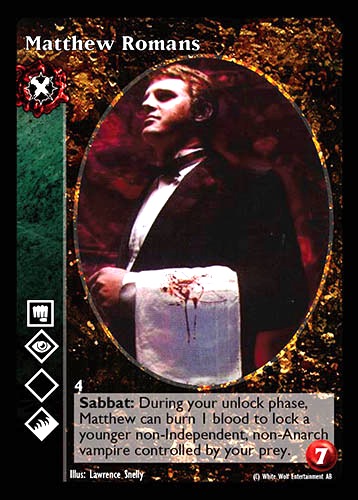 Matthew Romans
4
Sabbat: During your unlock phase,
Matthew can burn 1 blood to lock a
younger non-Independent, non-Anarch
vampire controlled by your prey.
7
Illus: Lawrence Snelly
(C) White Wolf Entertainment AB